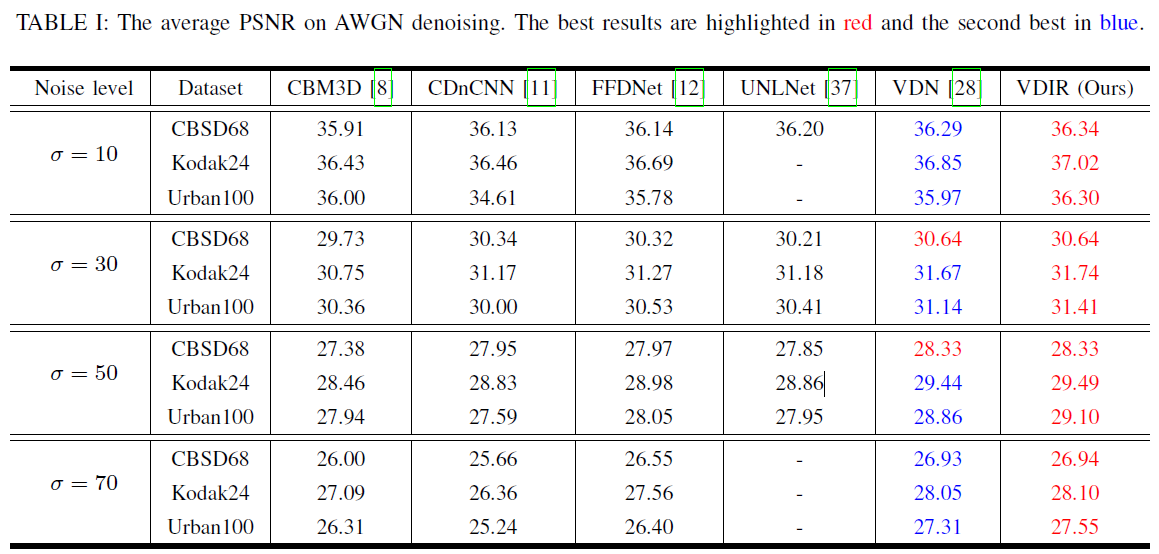 TABLE I: The average PSNR on AWGN denoising. The best results are highlighted in red and the second best in blue.
Noise level Dataset CBM3D [8] CDnCNN [11] FFDNet [12] UNLNet [37] VDN [28] VDIR (Ours)
CBSD68 35.91 36.13 36.14 36.20 36.29 36.34
σ = 10 Kodak24 36.43 36.46 36.69 - 36.85 37.02
Urban100 36.00 34.61 35.78 - 35.97 36.30
CBSD68 29.73 30.34 30.32 30.21 30.64 30.64
σ = 30 Kodak24 30.75 31.17 31.27 31.18 31.67 31.74
Urban100 30.36 30.00 30.53 30.41 31.14 31.41
CBSD68 27.38 27.95 27.97 27.85 28.33 28.33
σ = 50 Kodak24 28.46 28.83 28.98 28.86 29.44 29.49
Urban100 27.94 27.59 28.05 27.95 28.86 29.10
CBSD68 26.00 25.66 26.55 - 26.93 26.94
σ = 70 Kodak24 27.09 26.36 27.56 - 28.05 28.10
Urban100 26.31 25.24 26.40 - 27.31 27.55